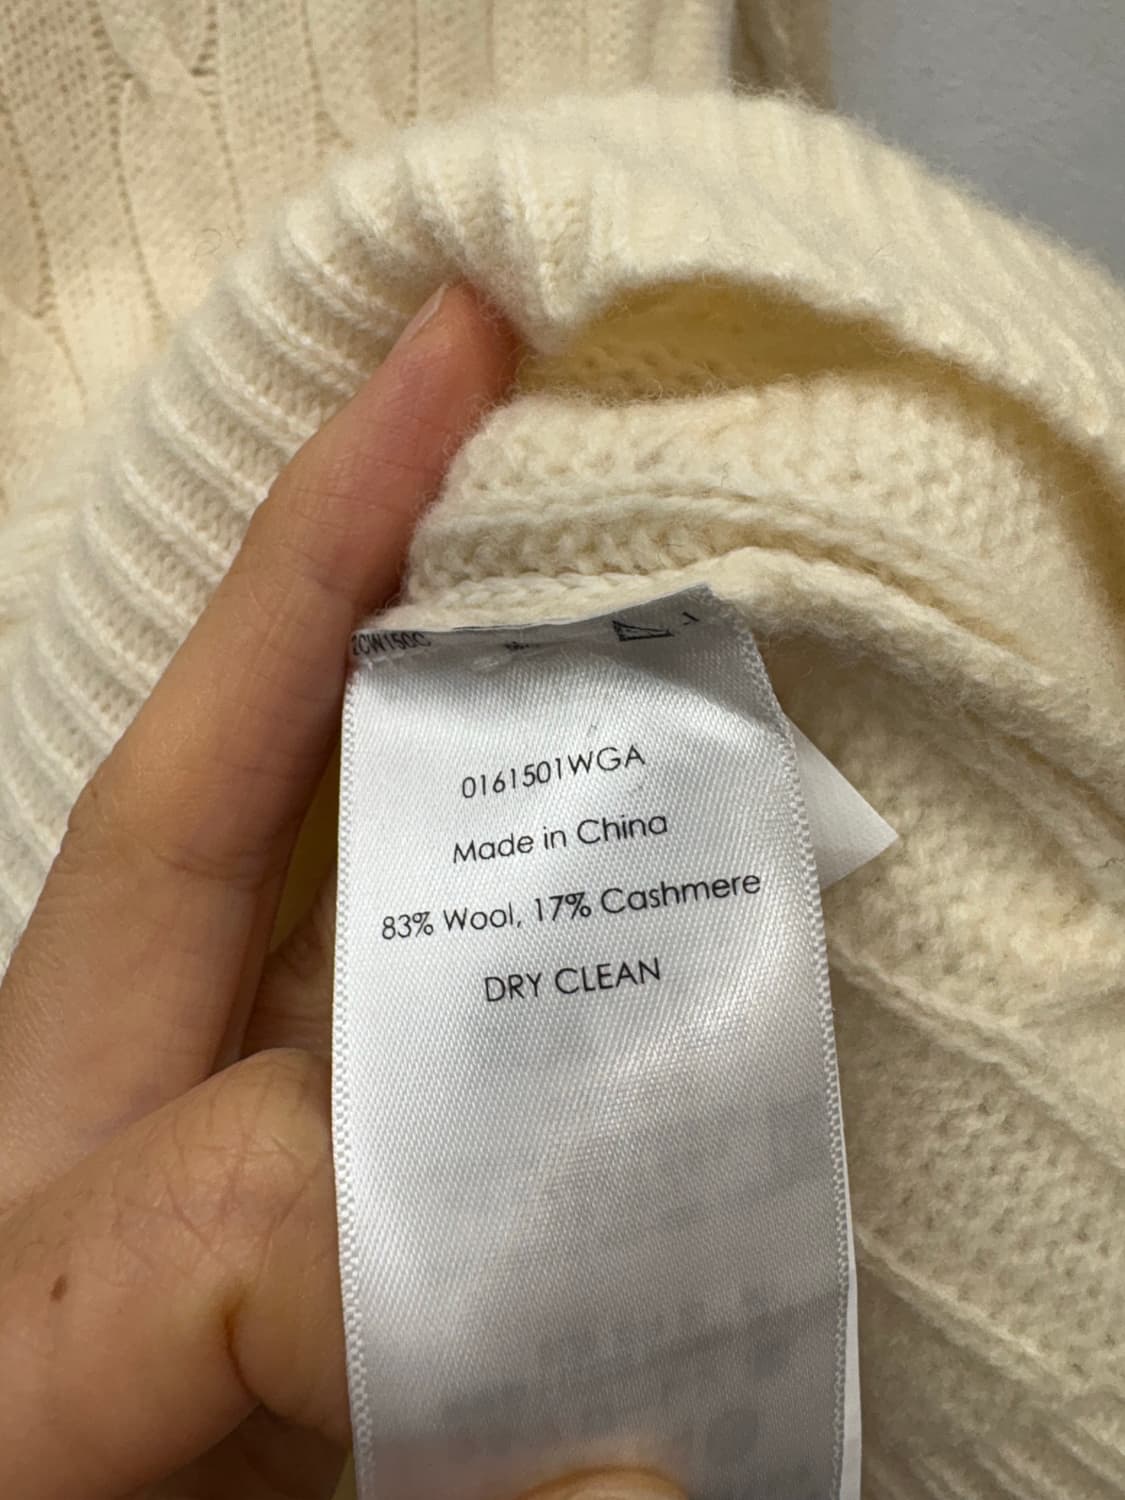 0161501WGA
Made in China
83% Wool, 17% Cashmere
DRY CLEAN